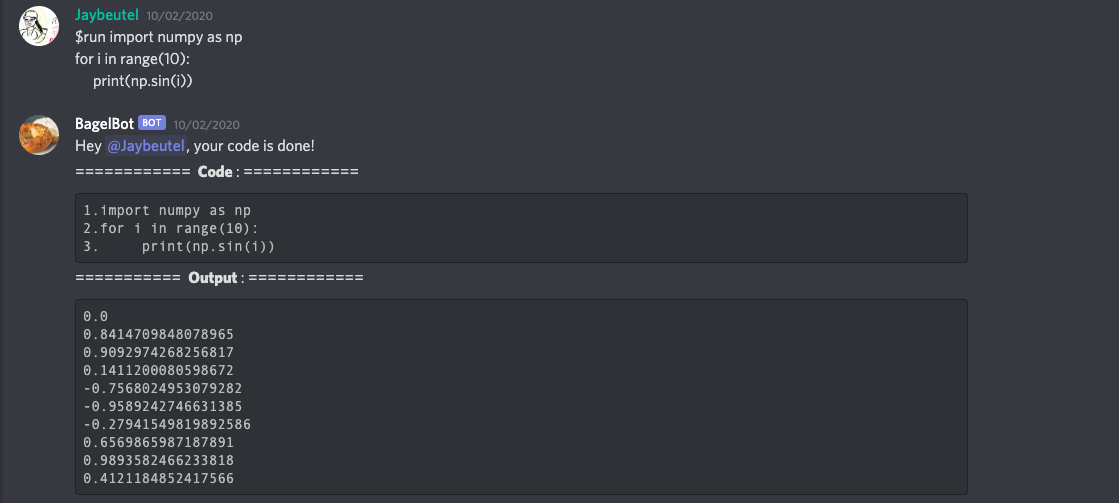 Jaybeutel 10/02/2020
$run import numpy as np
for i in range(10):
    print(np.sin(i))
BagelBot BOT 10/02/2020
Hey @Jaybeutel, your code is done!
============ Code : ============
1.import numpy as np
2.for i in range(10):
3.     print(np.sin(i))
=========== Output : ============
0.0
0.8414709848078965
0.9092974268256817
0.1411200080598672
-0.7568024953079282
-0.9589242746631385
-0.27941549819892586
0.6569865987187891
0.9893582466233818
0.4121184852417566